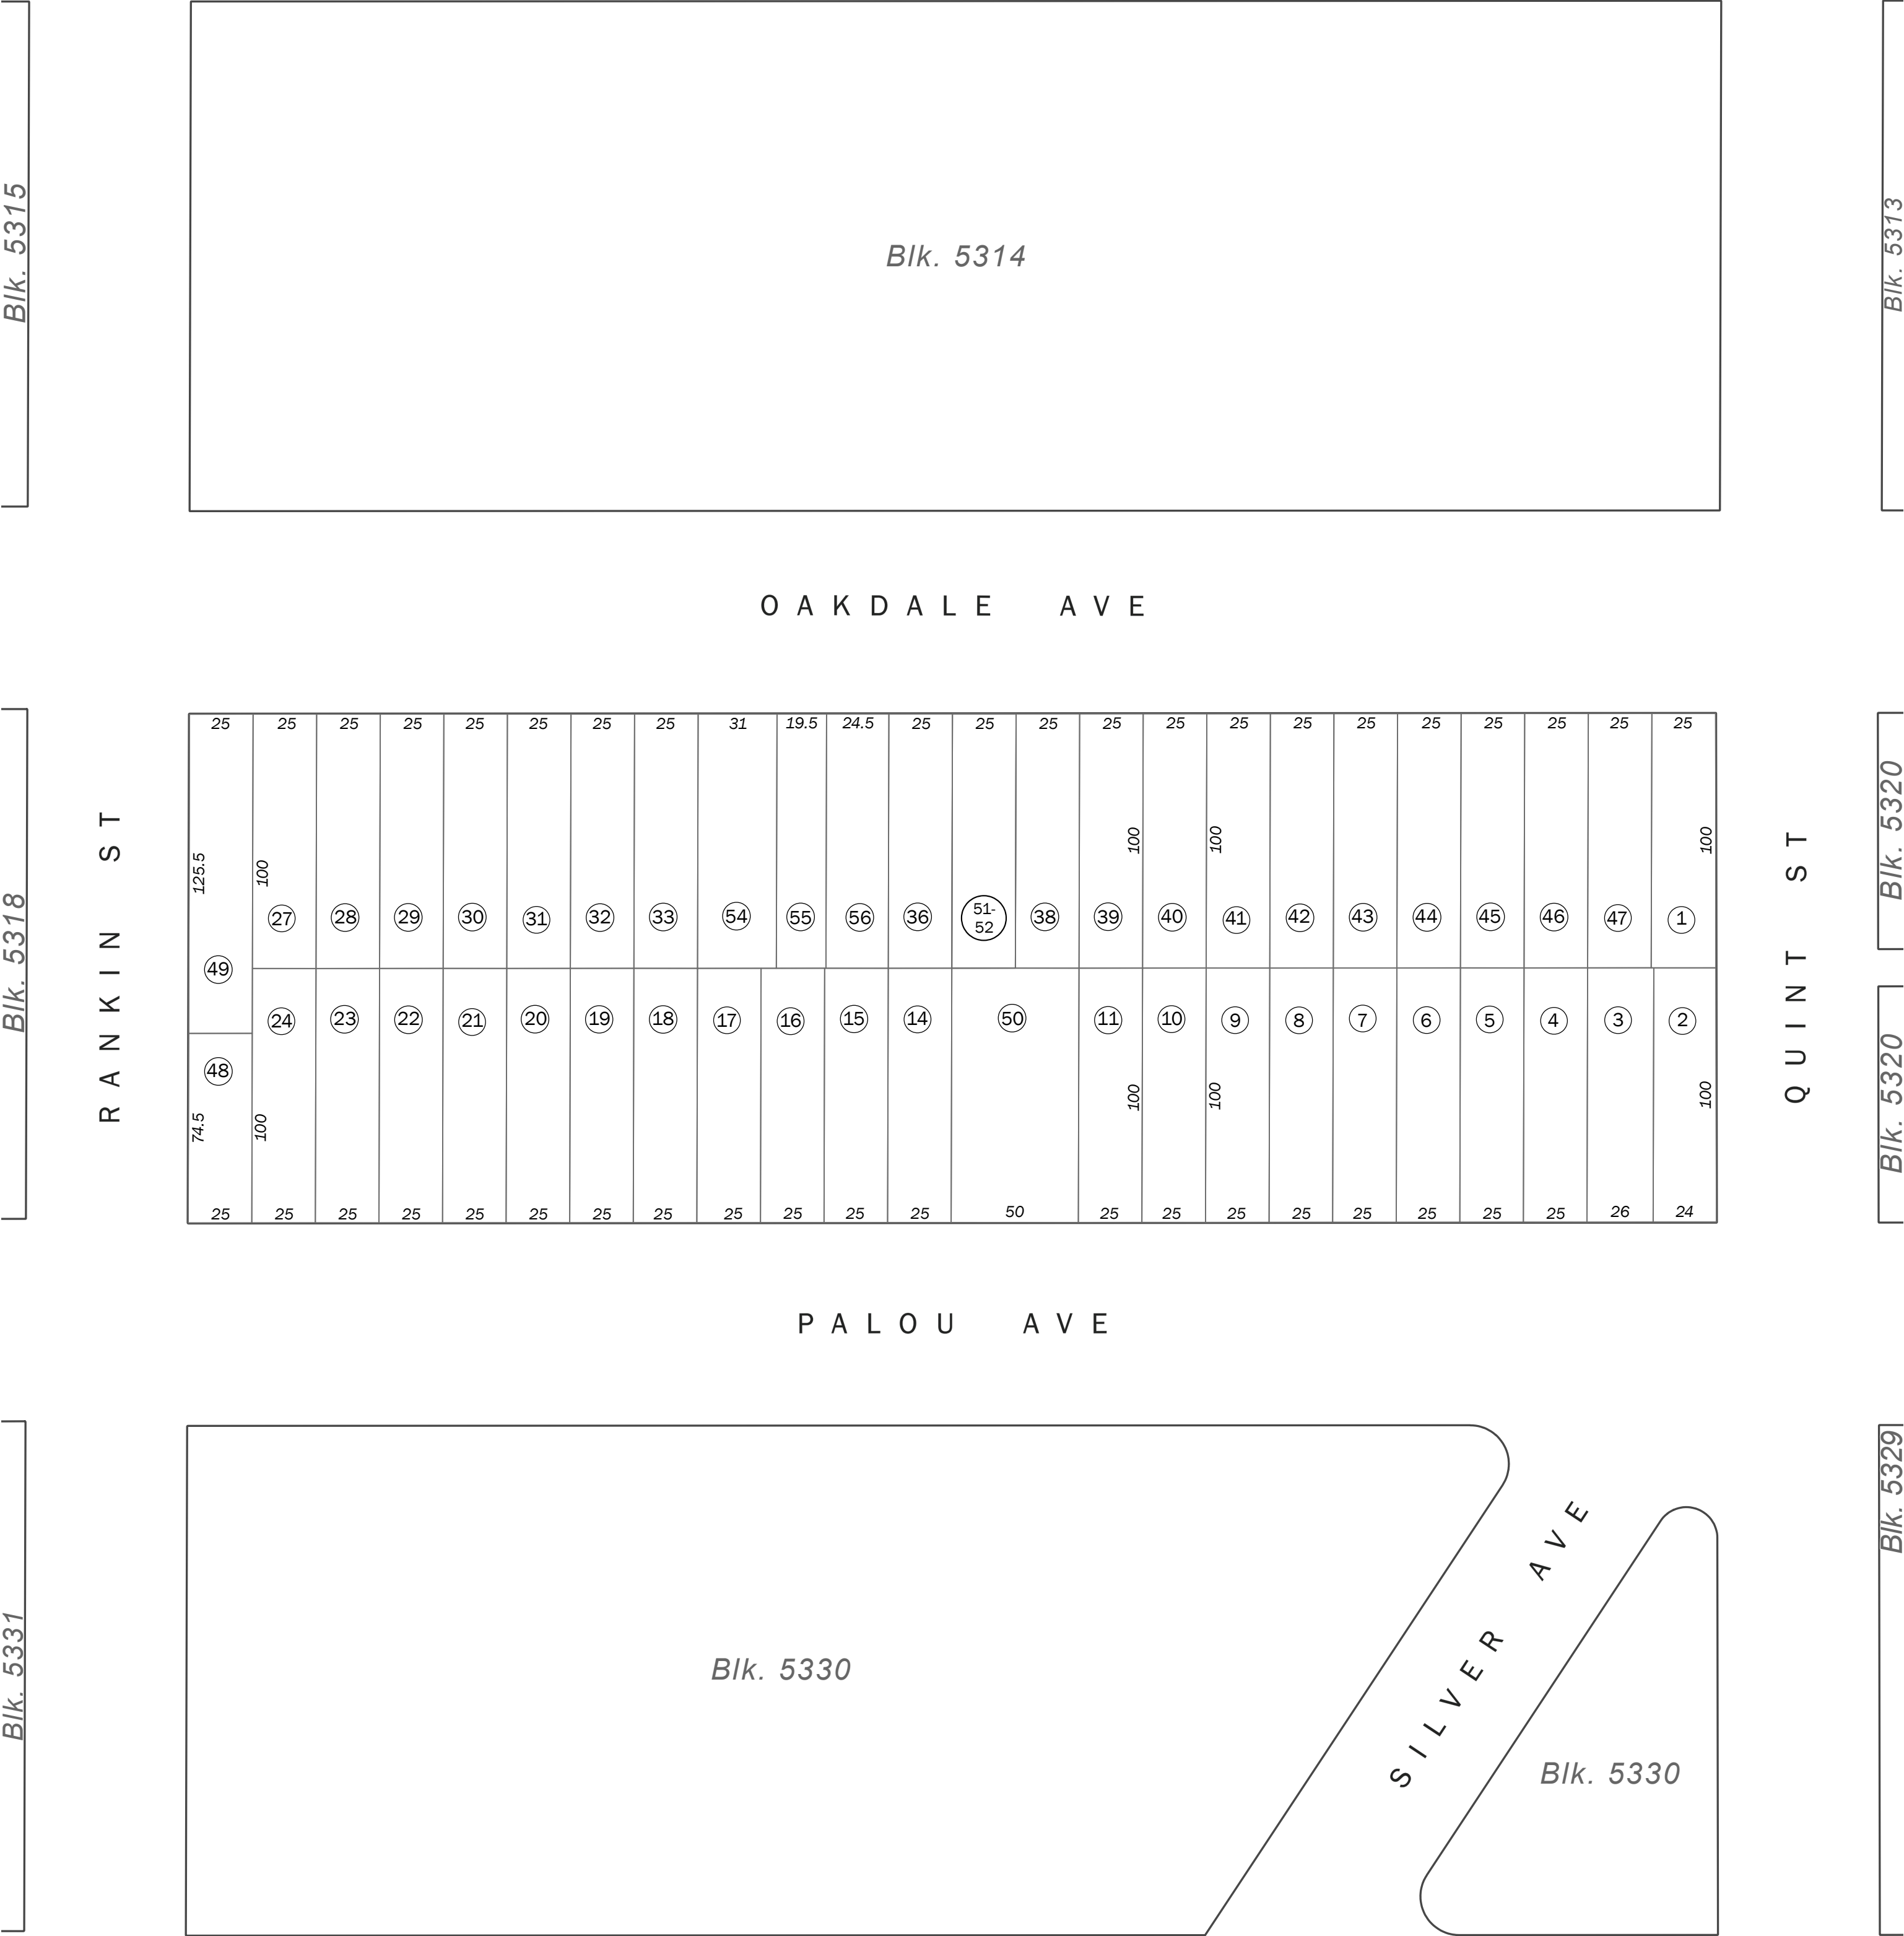 Blk. 5315
Blk. 5314
Blk. 5313
OAKDALE AVE
25 25 25 25 25 25 25 25 31 19.5 24.5 25 25 25 25 25 25 25 25 25 25 25 25 25
Blk. 5318
RANKIN ST
125.5
100
100
100
100
QUINT ST
Blk. 5320
Blk. 5320
27 28 29 30 31 32 33 54 55 56 36 51-
52 38 39 40 41 42 43 44 45 46 47 1
49
24 23 22 21 20 19 18 17 16 15 14 50 11 10 9 8 7 6 5 4 3 2
48
74.5
100
100
100
100
25 25 25 25 25 25 25 25 25 25 25 25 50 25 25 25 25 25 25 25 25 26 24
PALOU AVE
Blk. 5331
Blk. 5330
SILVER AVE
Blk. 5330
Blk. 5329